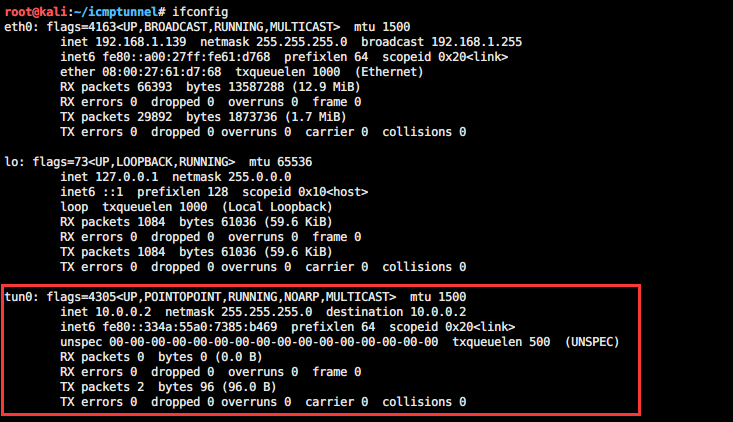 root@kali:~/icmptunnel# ifconfig
eth0: flags=4163<UP,BROADCAST,RUNNING,MULTICAST>  mtu 1500
        inet 192.168.1.139  netmask 255.255.255.0  broadcast 192.168.1.255
        inet6 fe80::a00:27ff:fe61:d768  prefixlen 64  scopeid 0x20<link>
        ether 08:00:27:61:d7:68  txqueuelen 1000  (Ethernet)
        RX packets 66393  bytes 13587288 (12.9 MiB)
        RX errors 0  dropped 0  overruns 0  frame 0
        TX packets 29892  bytes 1873736 (1.7 MiB)
        TX errors 0  dropped 0 overruns 0  carrier 0  collisions 0

lo: flags=73<UP,LOOPBACK,RUNNING>  mtu 65536
        inet 127.0.0.1  netmask 255.0.0.0
        inet6 ::1  prefixlen 128  scopeid 0x10<host>
        loop  txqueuelen 1000  (Local Loopback)
        RX packets 1084  bytes 61036 (59.6 KiB)
        RX errors 0  dropped 0  overruns 0  frame 0
        TX packets 1084  bytes 61036 (59.6 KiB)
        TX errors 0  dropped 0 overruns 0  carrier 0  collisions 0

tun0: flags=4305<UP,POINTOPOINT,RUNNING,NOARP,MULTICAST>  mtu 1500
        inet 10.0.0.2  netmask 255.255.255.0  destination 10.0.0.2
        inet6 fe80::334a:55a0:7385:b469  prefixlen 64  scopeid 0x20<link>
        unspec 00-00-00-00-00-00-00-00-00-00-00-00-00-00-00-00  txqueuelen 500  (UNSPEC)
        RX packets 0  bytes 0 (0.0 B)
        RX errors 0  dropped 0  overruns 0  frame 0
        TX packets 2  bytes 96 (96.0 B)
        TX errors 0  dropped 0 overruns 0  carrier 0  collisions 0